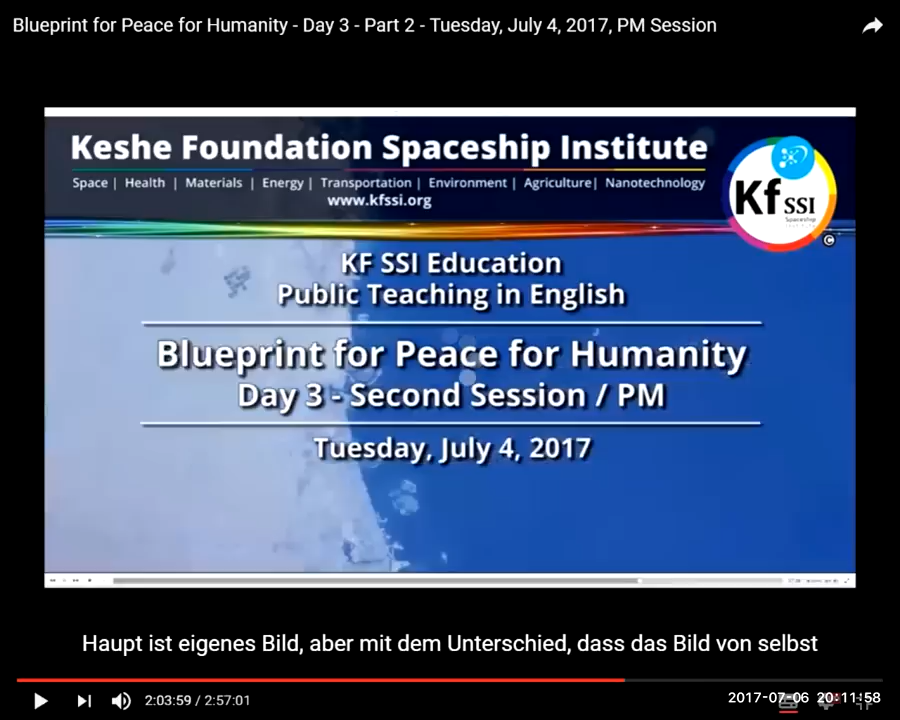 Blueprint for Peace for Humanity - Day 3 - Part 2 - Tuesday, July 4, 2017, PM Session
Keshe Foundation Spaceship Institute
Space | Health | Materials | Energy | Transportation | Environment | Agriculture | Nanotechnology
www.kfssi.org
Kf SSI
Spaceship
©
KF SSI Education
Public Teaching in English
Blueprint for Peace for Humanity
Day 3 - Second Session / PM
Tuesday, July 4, 2017
Haupt ist eigenes Bild, aber mit dem Unterschied, dass das Bild von selbst
2:03:59 / 2:57:01
2017-07-06 20:11:58